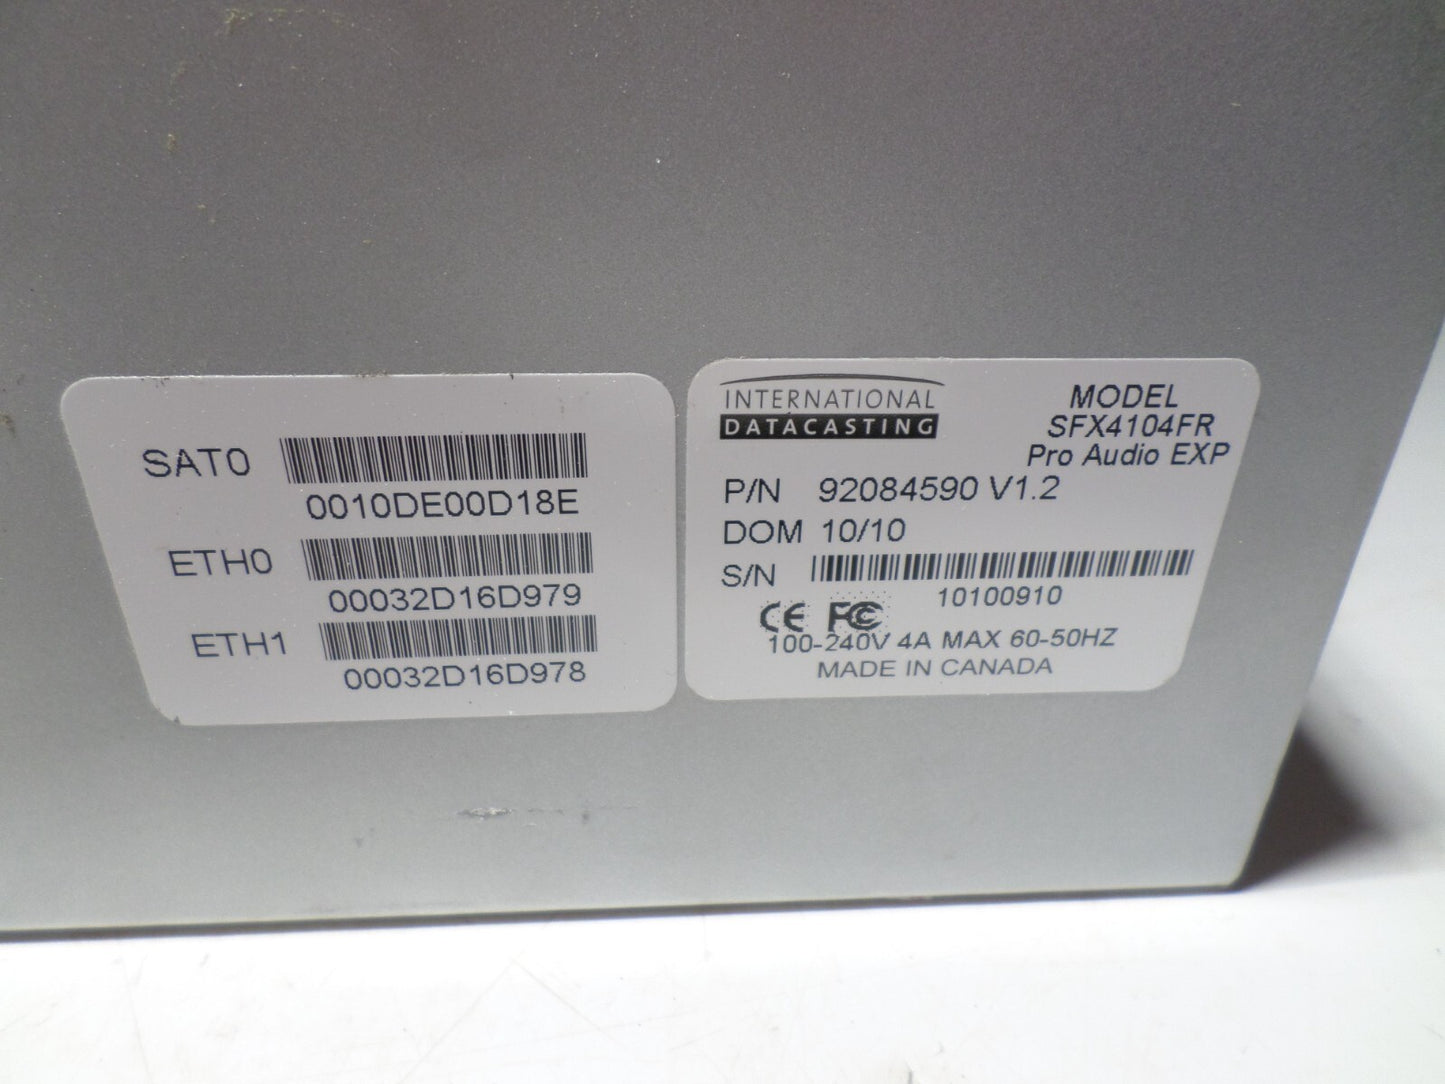 SAT0
0010DE00D18E
ETH0
00032D16D979
ETH1
00032D16D978
INTERNATIONAL
DATACASTING
MODEL
SFX4104FR
Pro Audio EXP
P/N 92084590 V1.2
DOM 10/10
S/N
10100910
CE FC
100-240V 4A MAX 60-50HZ
MADE IN CANADA